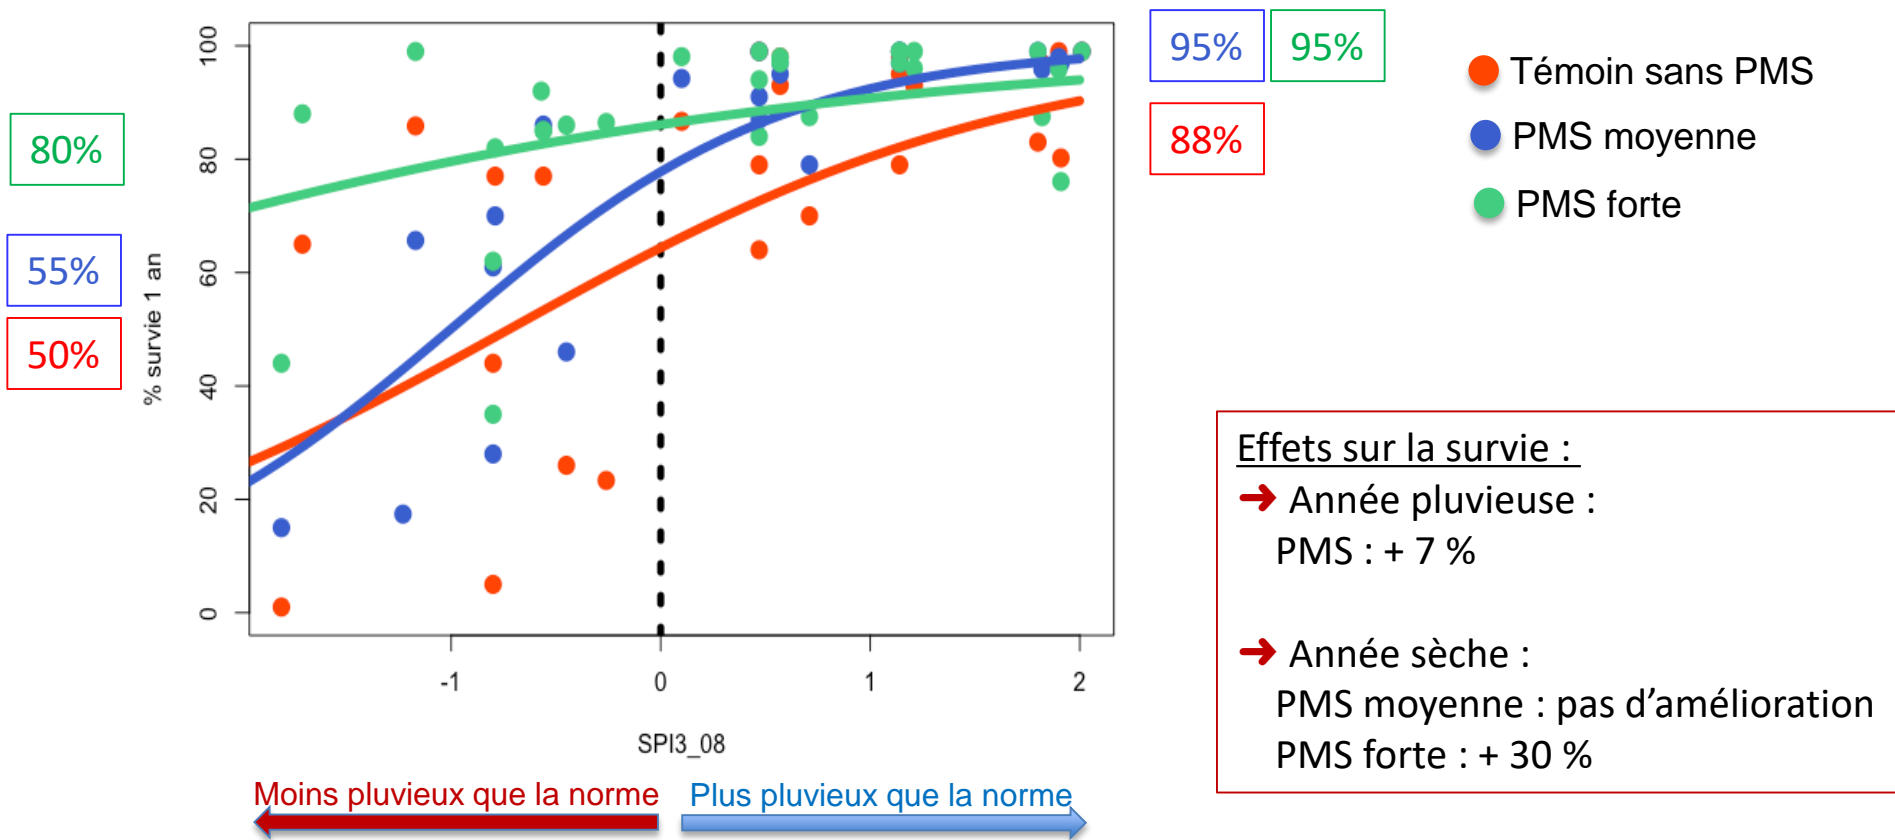 80%
55%
50%
% survie 1 an
100
80
60
40
20
0
-1
0
1
2
SPI3_08
Moins pluvieux que la norme
Plus pluvieux que la norme
95%
95%
88%
Témoin sans PMS
PMS moyenne
PMS forte
Effets sur la survie :
➜ Année pluvieuse :
PMS : + 7 %
➜ Année sèche :
PMS moyenne : pas d’amélioration
PMS forte : + 30 %